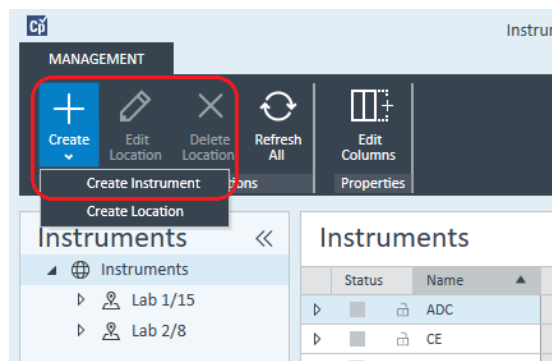 Cp
Instru
MANAGEMENT
Create Edit Location Delete Location Refresh All Edit Columns
Create Instrument
Properties
Create Location
Instruments
Instruments
Instruments
Status Name
Lab 1/15
ADC
Lab 2/8
CE